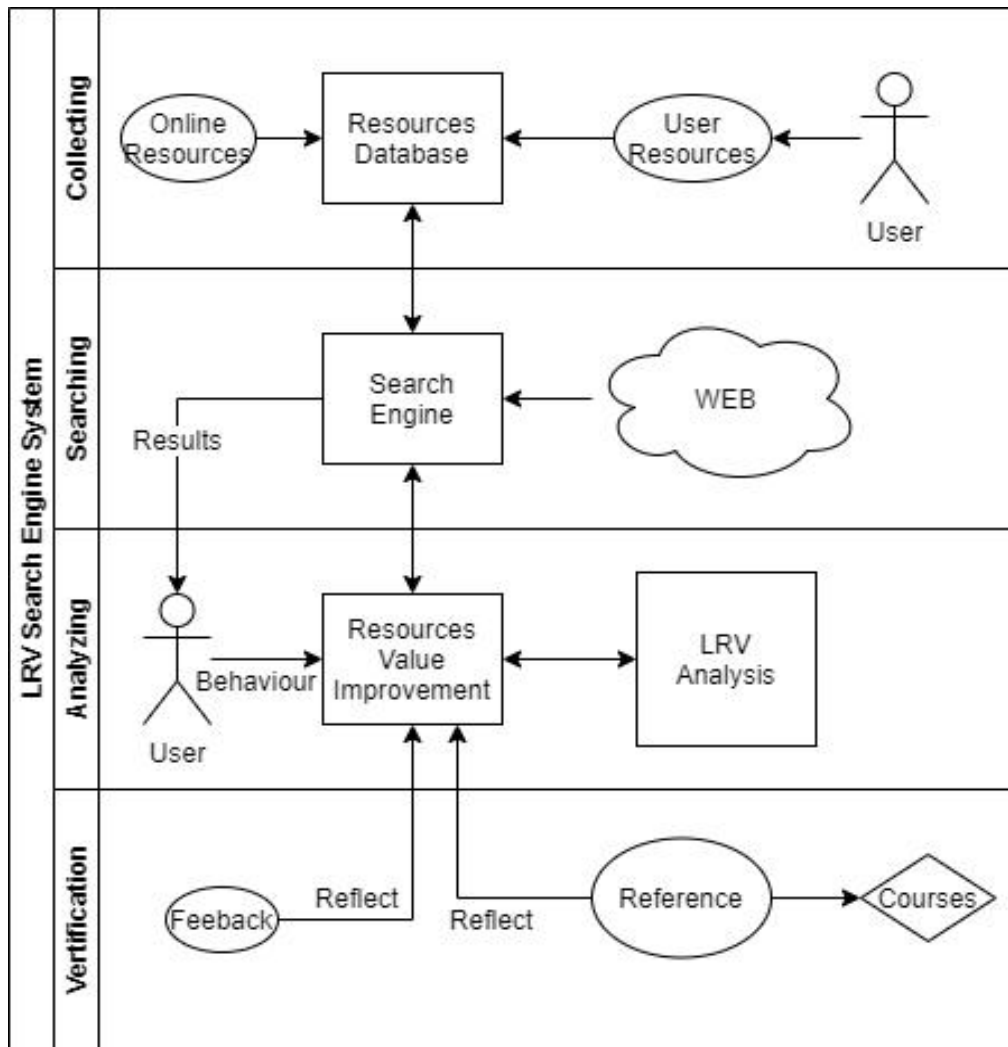 LRV Search Engine System
Collecting
Online
Resources
Resources
Database
User
Resources
User
Searching
Results
Search
Engine
WEB
Analyzing
User
Behaviour
Resources
Value
Improvement
LRV
Analysis
Vertification
Feeback
Reflect
Reflect
Reference
Courses